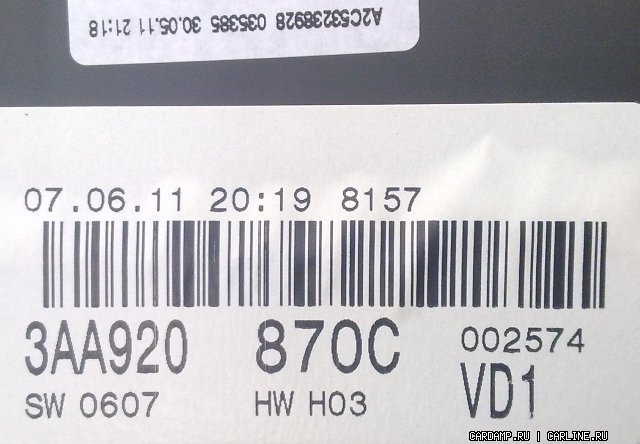 A2C53238928 035385 30.05.11 21:18
07.06.11 20:19 8157
3AA920 870C 002574
SW 0607 HW H03 VD1
CARDAMP.RU | CARLINE.RU